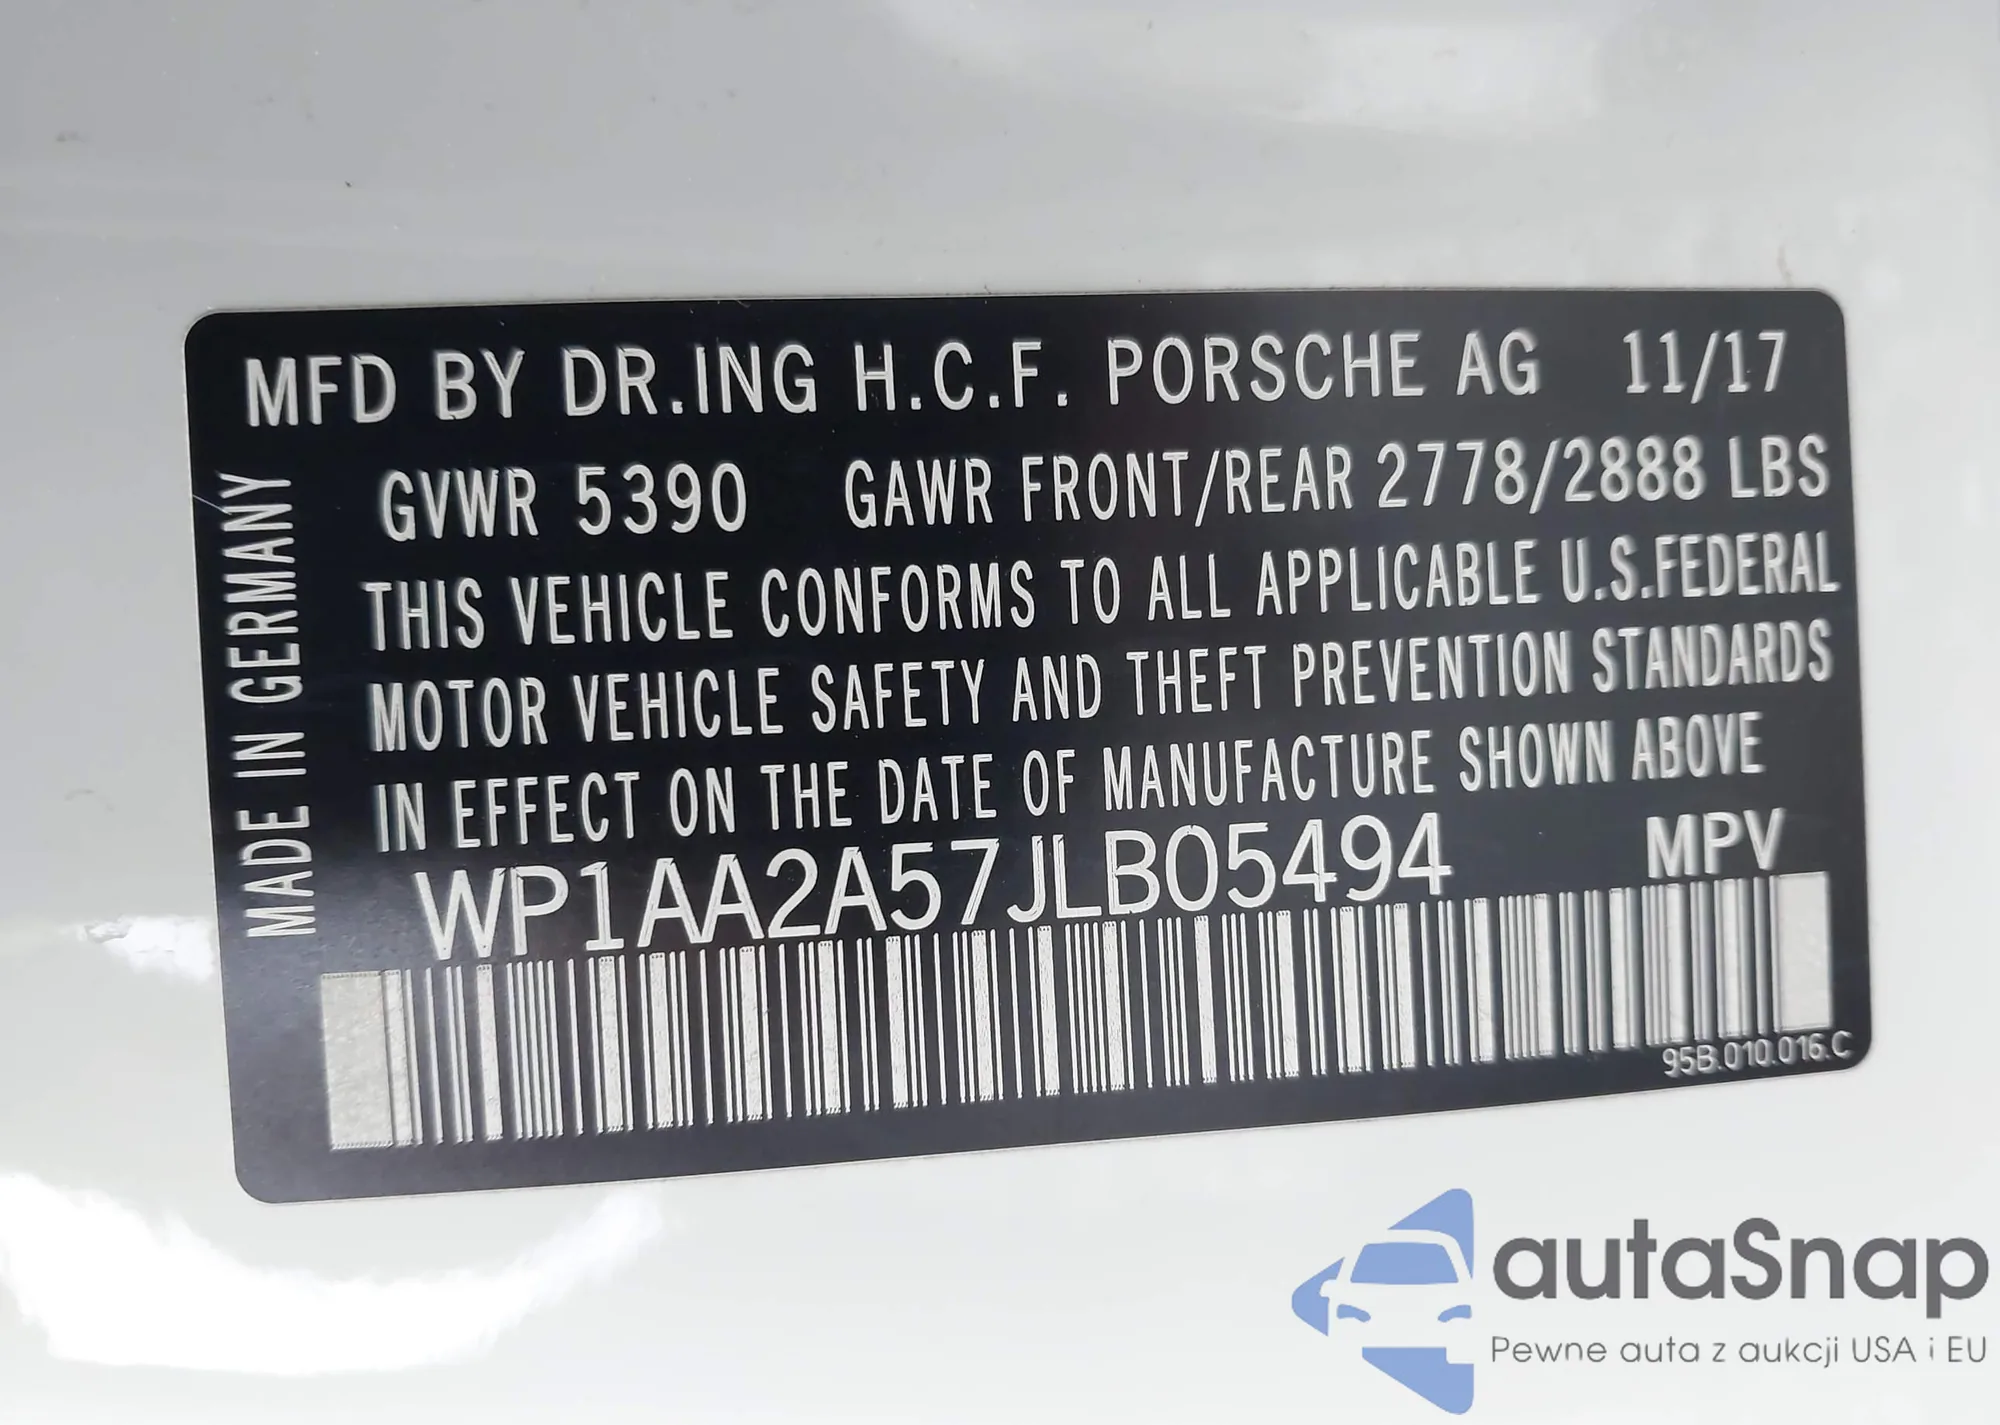 MFD BY DR.ING H.C.F. PORSCHE AG 11/17
GVWR 5390 GAWR FRONT/REAR 2778/2888 LBS
THIS VEHICLE CONFORMS TO ALL APPLICABLE U.S.FEDERAL
MOTOR VEHICLE SAFETY AND THEFT PREVENTION STANDARDS
IN EFFECT ON THE DATE OF MANUFACTURE SHOWN ABOVE
WP1AA2A57JLB05494 MPV
95B.010.016.C
MADE IN GERMANY
autaSnap
Pewne auta z aukcji USA i EU